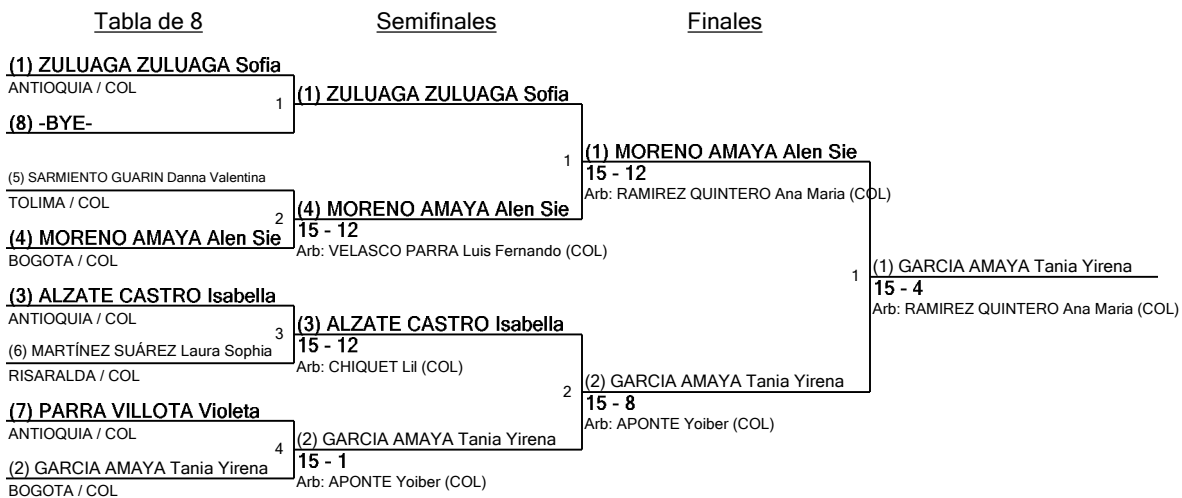 Tabla de 8
Semifinales
Finales
(1) ZULUAGA ZULUAGA Sofia
ANTIOQUIA / COL
1
(8) -BYE-
(1) ZULUAGA ZULUAGA Sofia
(5) SARMIENTO GUARIN Danna Valentina
TOLIMA / COL
2
(4) MORENO AMAYA Alen Sie
BOGOTA / COL
(4) MORENO AMAYA Alen Sie
15 - 12
Arb: VELASCO PARRA Luis Fernando (COL)
1
(1) MORENO AMAYA Alen Sie
15 - 12
Arb: RAMIREZ QUINTERO Ana Maria (COL)
(3) ALZATE CASTRO Isabella
ANTIOQUIA / COL
3
(6) MARTÍNEZ SUÁREZ Laura Sophia
RISARALDA / COL
(3) ALZATE CASTRO Isabella
15 - 12
Arb: CHIQUET Lil (COL)
(7) PARRA VILLOTA Violeta
ANTIOQUIA / COL
4
(2) GARCIA AMAYA Tania Yirena
BOGOTA / COL
(2) GARCIA AMAYA Tania Yirena
15 - 1
Arb: APONTE Yoiber (COL)
2
(2) GARCIA AMAYA Tania Yirena
15 - 8
Arb: APONTE Yoiber (COL)
1
(1) GARCIA AMAYA Tania Yirena
15 - 4
Arb: RAMIREZ QUINTERO Ana Maria (COL)